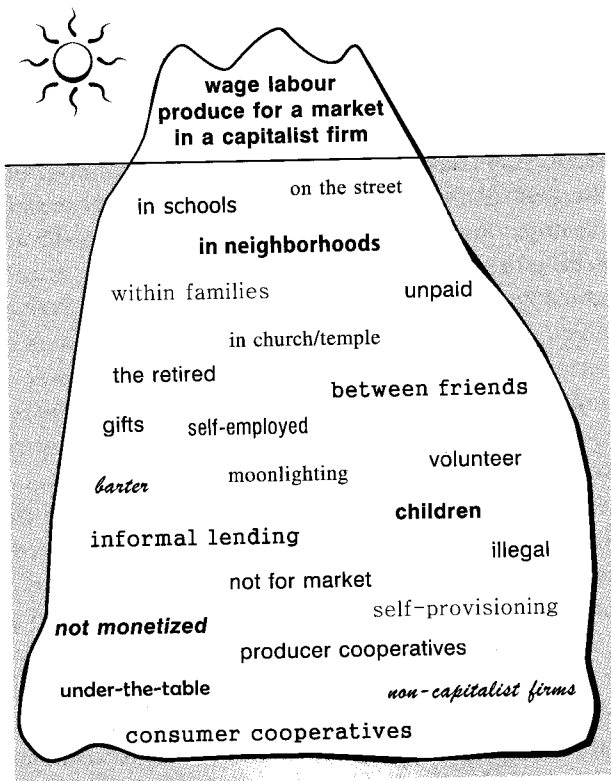 wage labour
produce for a market
in a capitalist firm
on the street
in schools
in neighborhoods
within families
unpaid
in church/temple
the retired
between friends
gifts
self-employed
volunteer
moonlighting
barter
children
informal lending
illegal
not for market
self-provisioning
not monetized
producer cooperatives
under-the-table
non-capitalist firms
consumer cooperatives